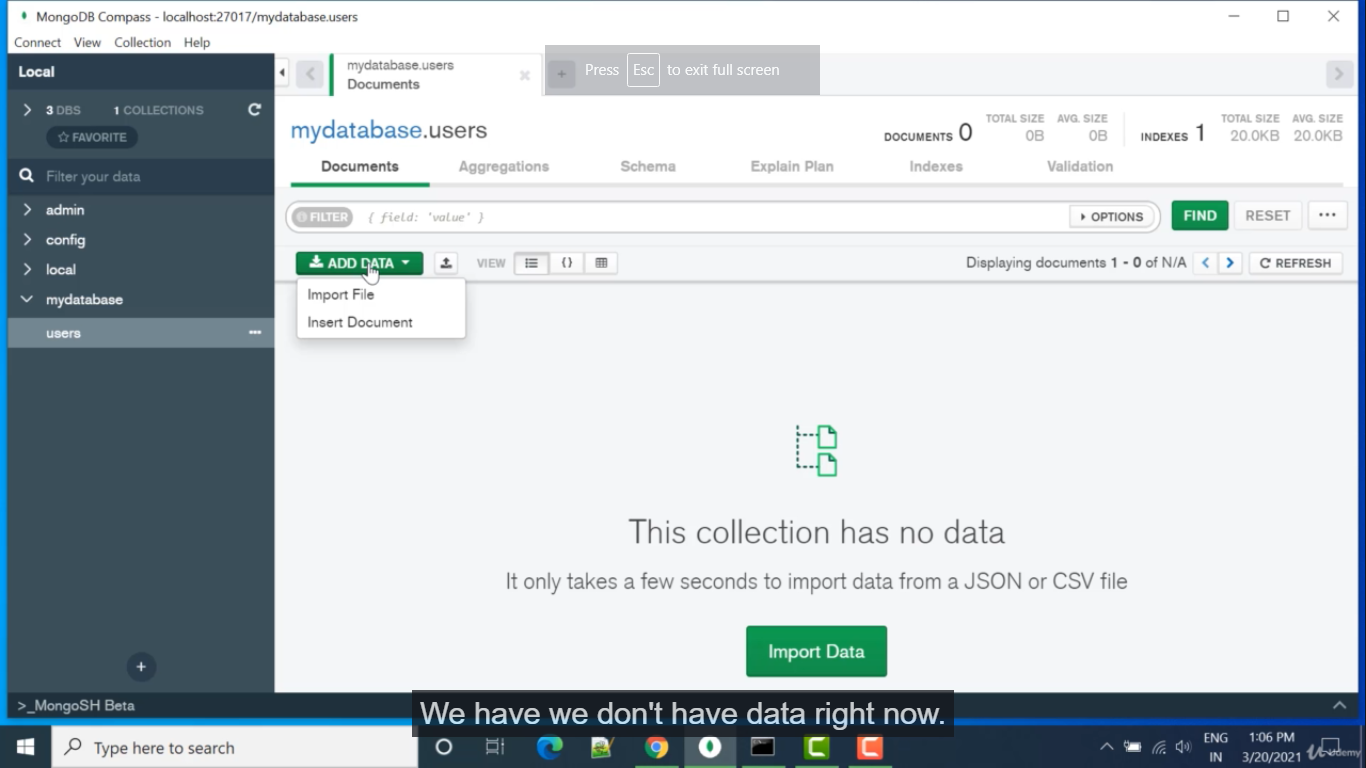 MongoDB Compass - localhost:27017/mydatabase.users
Connect View Collection Help
Local
3 DBS 1 COLLECTIONS
FAVORITE
Filter your data
admin
config
local
mydatabase
users
mydatabase.users
Documents
Press Esc to exit full screen
mydatabase.users
DOCUMENTS 0
TOTAL SIZE AVG. SIZE
0B 0B
INDEXES 1
TOTAL SIZE AVG. SIZE
20.0KB 20.0KB
Documents Aggregations Schema Explain Plan Indexes Validation
FILTER { field: 'value' }
OPTIONS FIND RESET
ADD DATA VIEW
Displaying documents 1 - 0 of N/A
REFRESH
Import File
Insert Document
This collection has no data
It only takes a few seconds to import data from a JSON or CSV file
Import Data
>_MongoSH Beta
We have we don't have data right now.
Type here to search
ENG
IN
1:06 PM
3/20/2021
Udemy